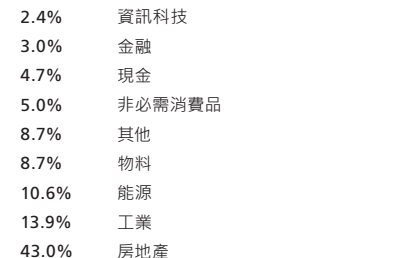 2.4% 資訊科技
3.0% 金融
4.7% 現金
5.0% 非必需消費品
8.7% 其他
8.7% 物料
10.6% 能源
13.9% 工業
43.0% 房地產